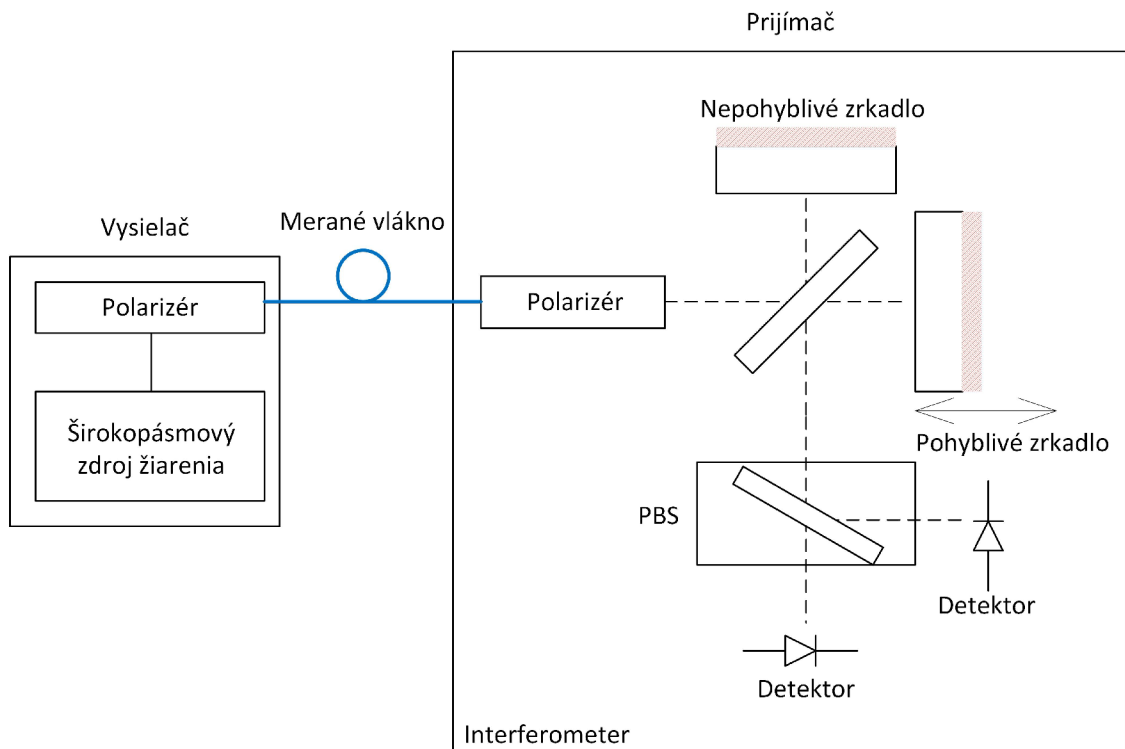 Prijímač
Nepohyblivé zrkadlo
Vysielač
Merané vlákno
Polarizér
Polarizér
Širokopásmový
zdroj žiarenia
Pohyblivé zrkadlo
PBS
Detektor
Detektor
Interferometer